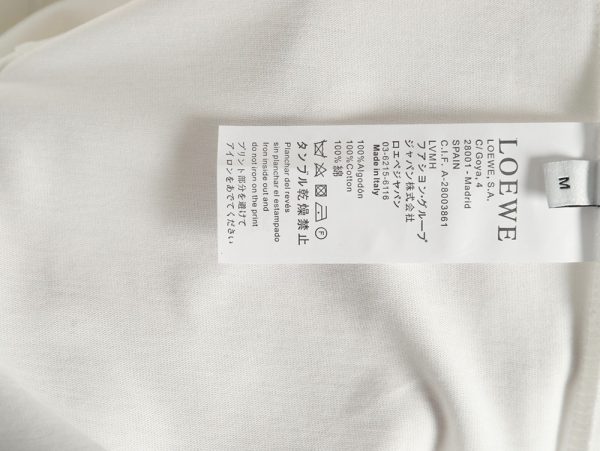 LOEWE
LOEWE, S.A.
C/ Goya, 4
28001 - Madrid
SPAIN
C.I.F. A-28003861
LVMH
ファシヨン・グループ
ジャパン株式会社
ロエベジャパン
03-6215-6116
Made in Italy
100%Algodón
100%Cotton
100%綿
タンブル乾燥禁止
Planchar del revés
sin planchar el estampado
Iron inside out and
do not iron on the print
プリント部分を避けて
アイロンをあててください
M